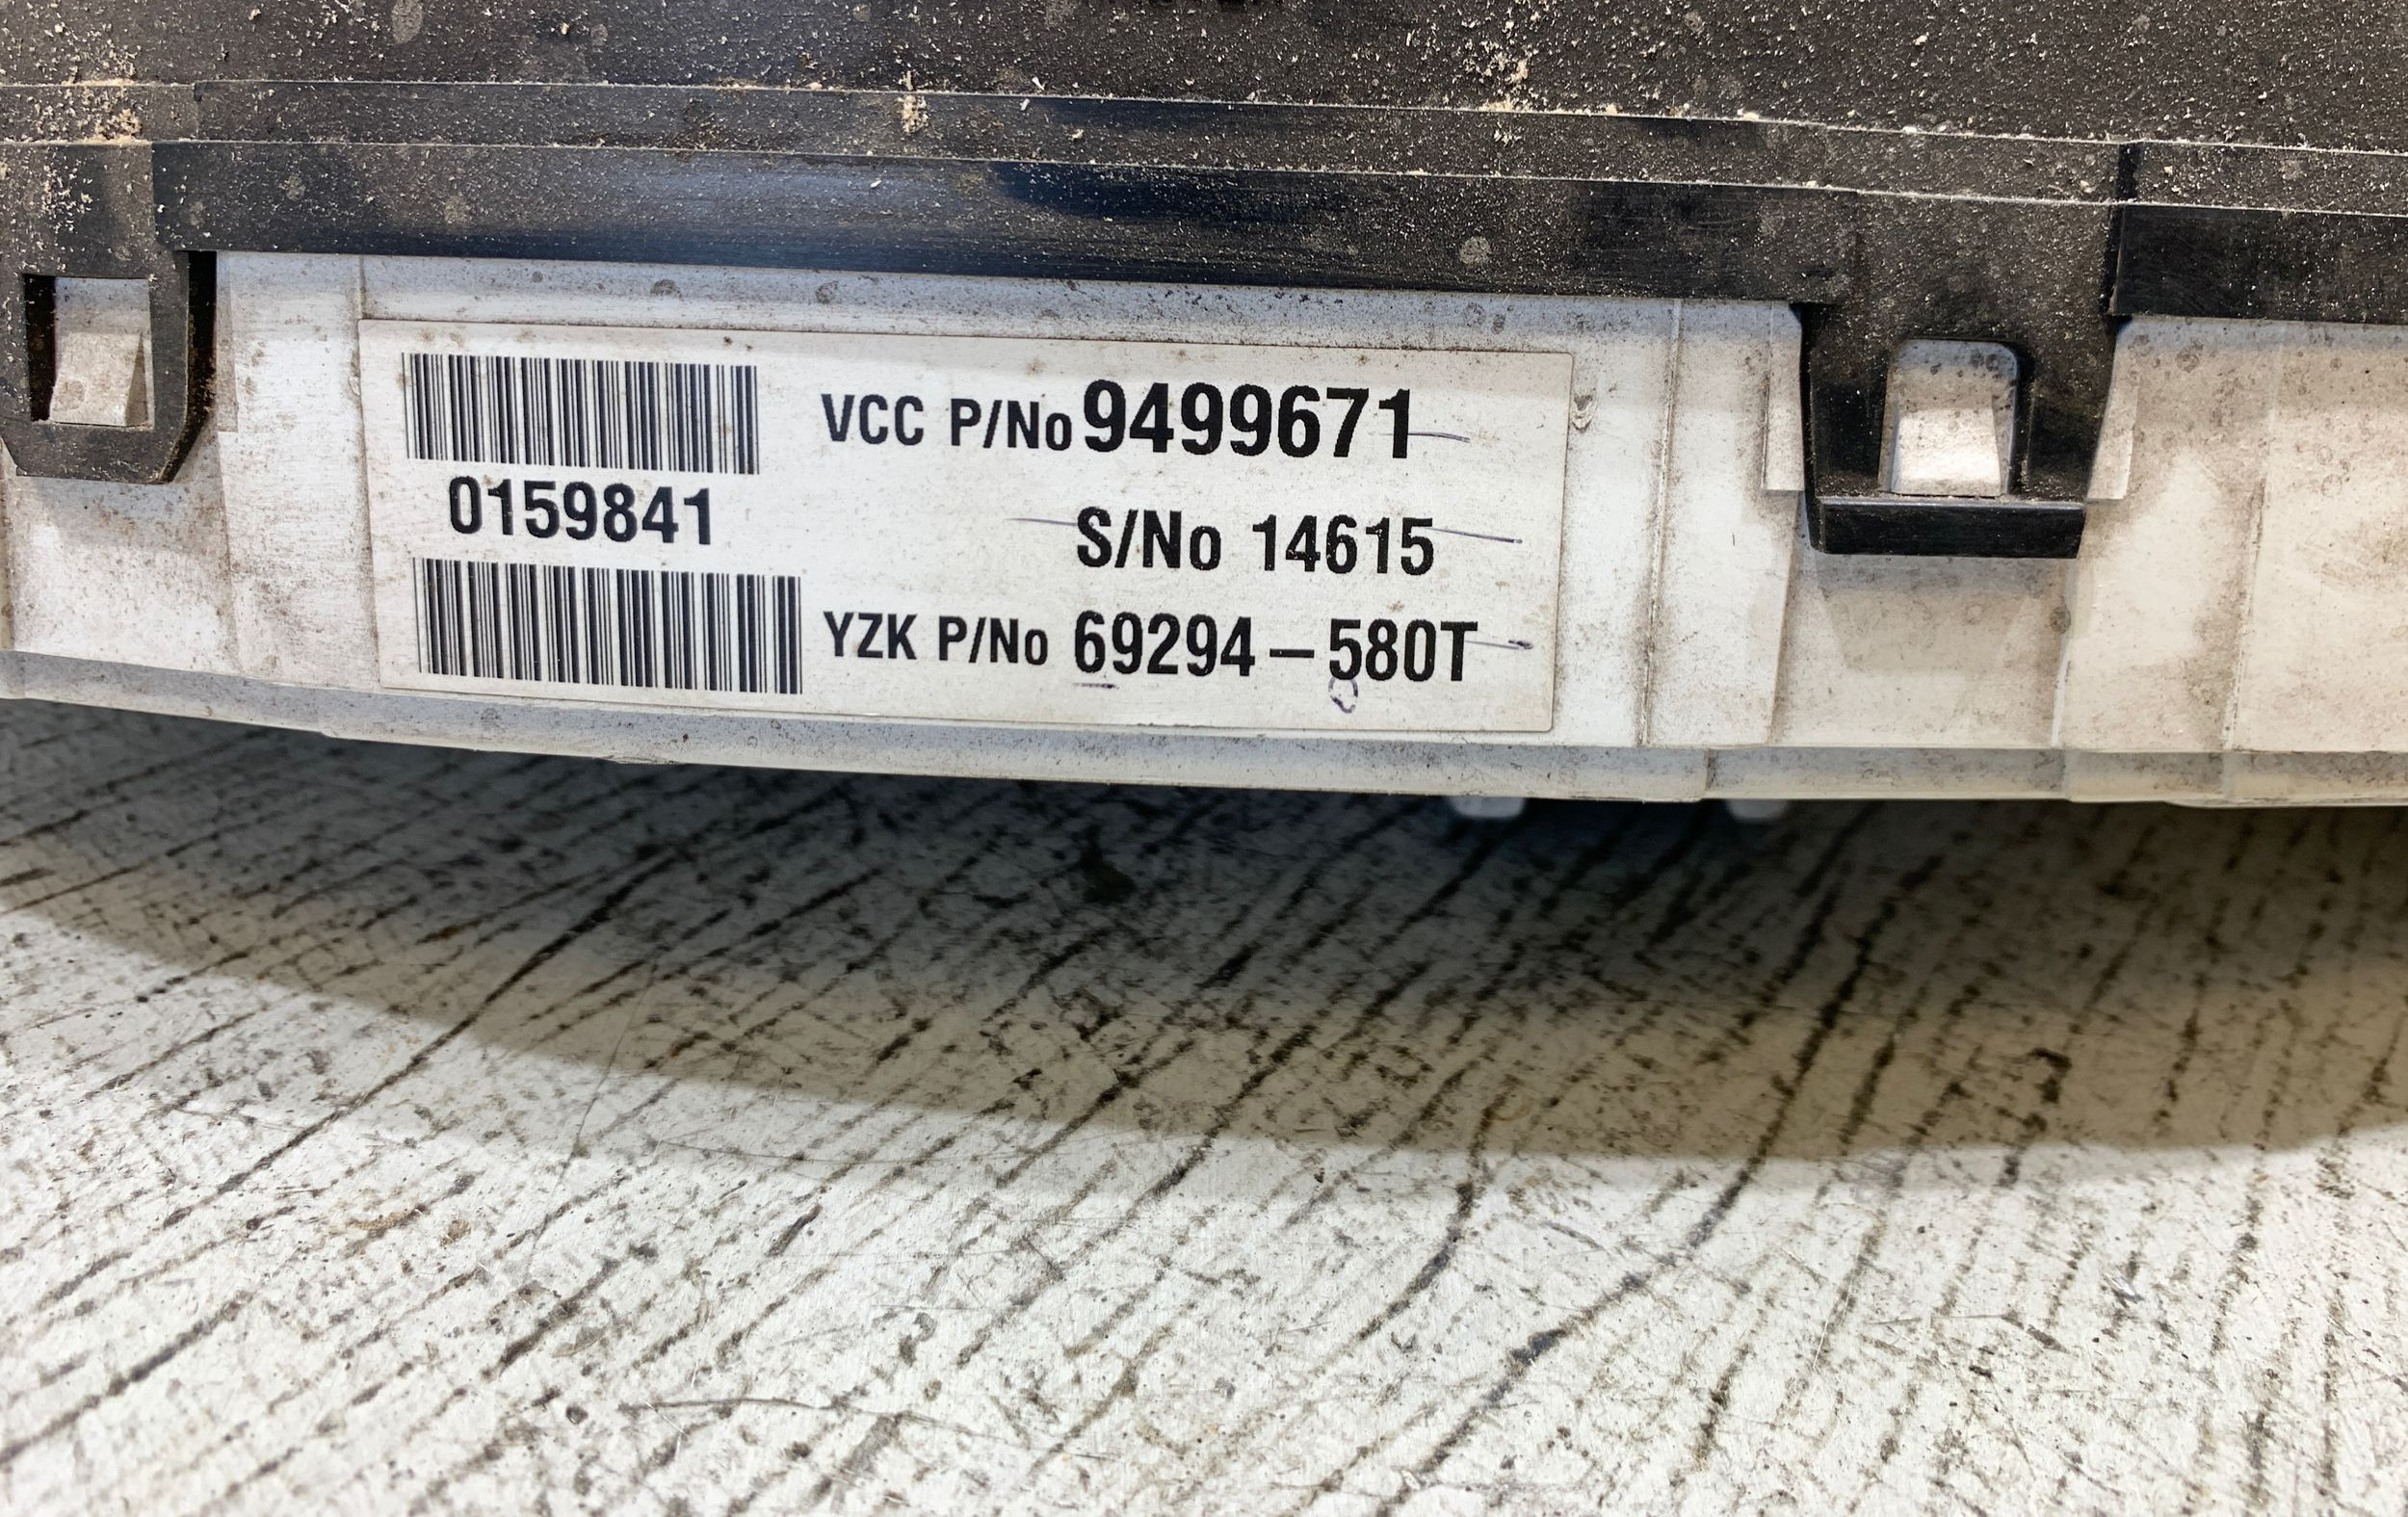 VCC P/No 9499671
0159841
S/No 14615
YZK P/No 69294-580T